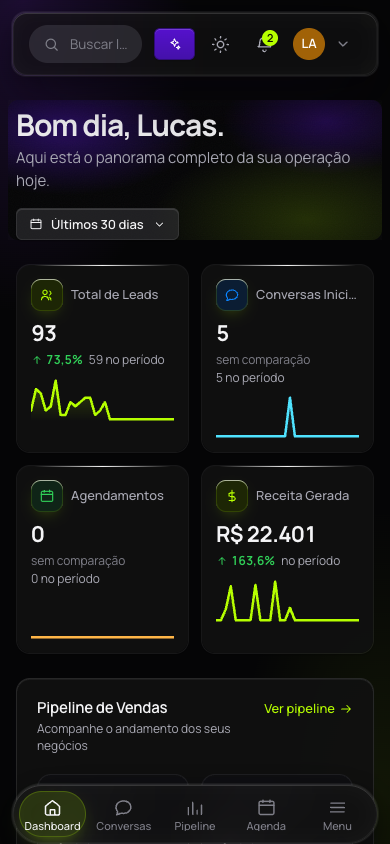 Buscar l...
2
LA
Bom dia, Lucas.
Aqui está o panorama completo da sua operação
hoje.
Últimos 30 dias
Total de Leads
93
↑ 73,5% 59 no período
Conversas Inici...
5
sem comparação
5 no período
Agendamentos
0
sem comparação
0 no período
Receita Gerada
R$ 22.401
↑ 163,6% no período
Pipeline de Vendas
Ver pipeline →
Acompanhe o andamento dos seus
negócios
Dashboard
Conversas
Pipeline
Agenda
Menu